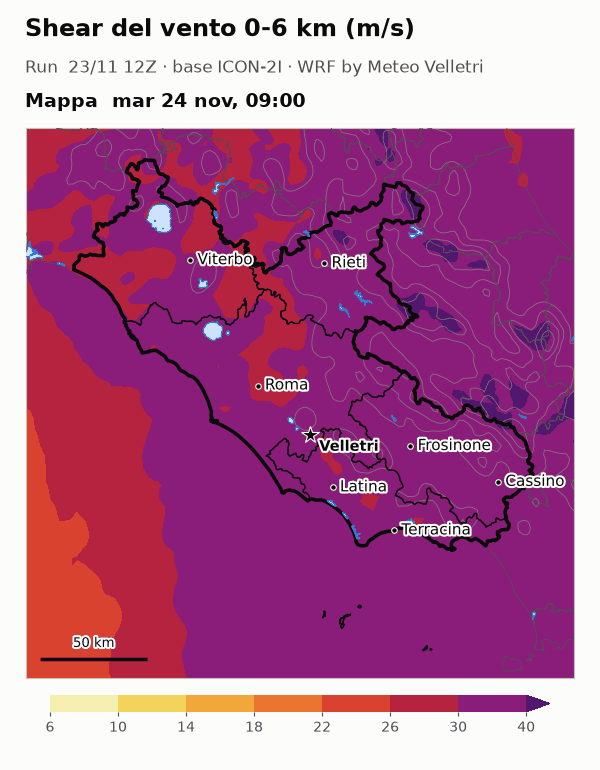 Shear del vento 0-6 km (m/s)
Run  23/11 12Z · base ICON-2I · WRF by Meteo Velletri
Mappa  mar 24 nov, 09:00
Viterbo
Rieti
Roma
Velletri
Frosinone
Latina
Cassino
Terracina
50 km
6 10 14 18 22 26 30 40